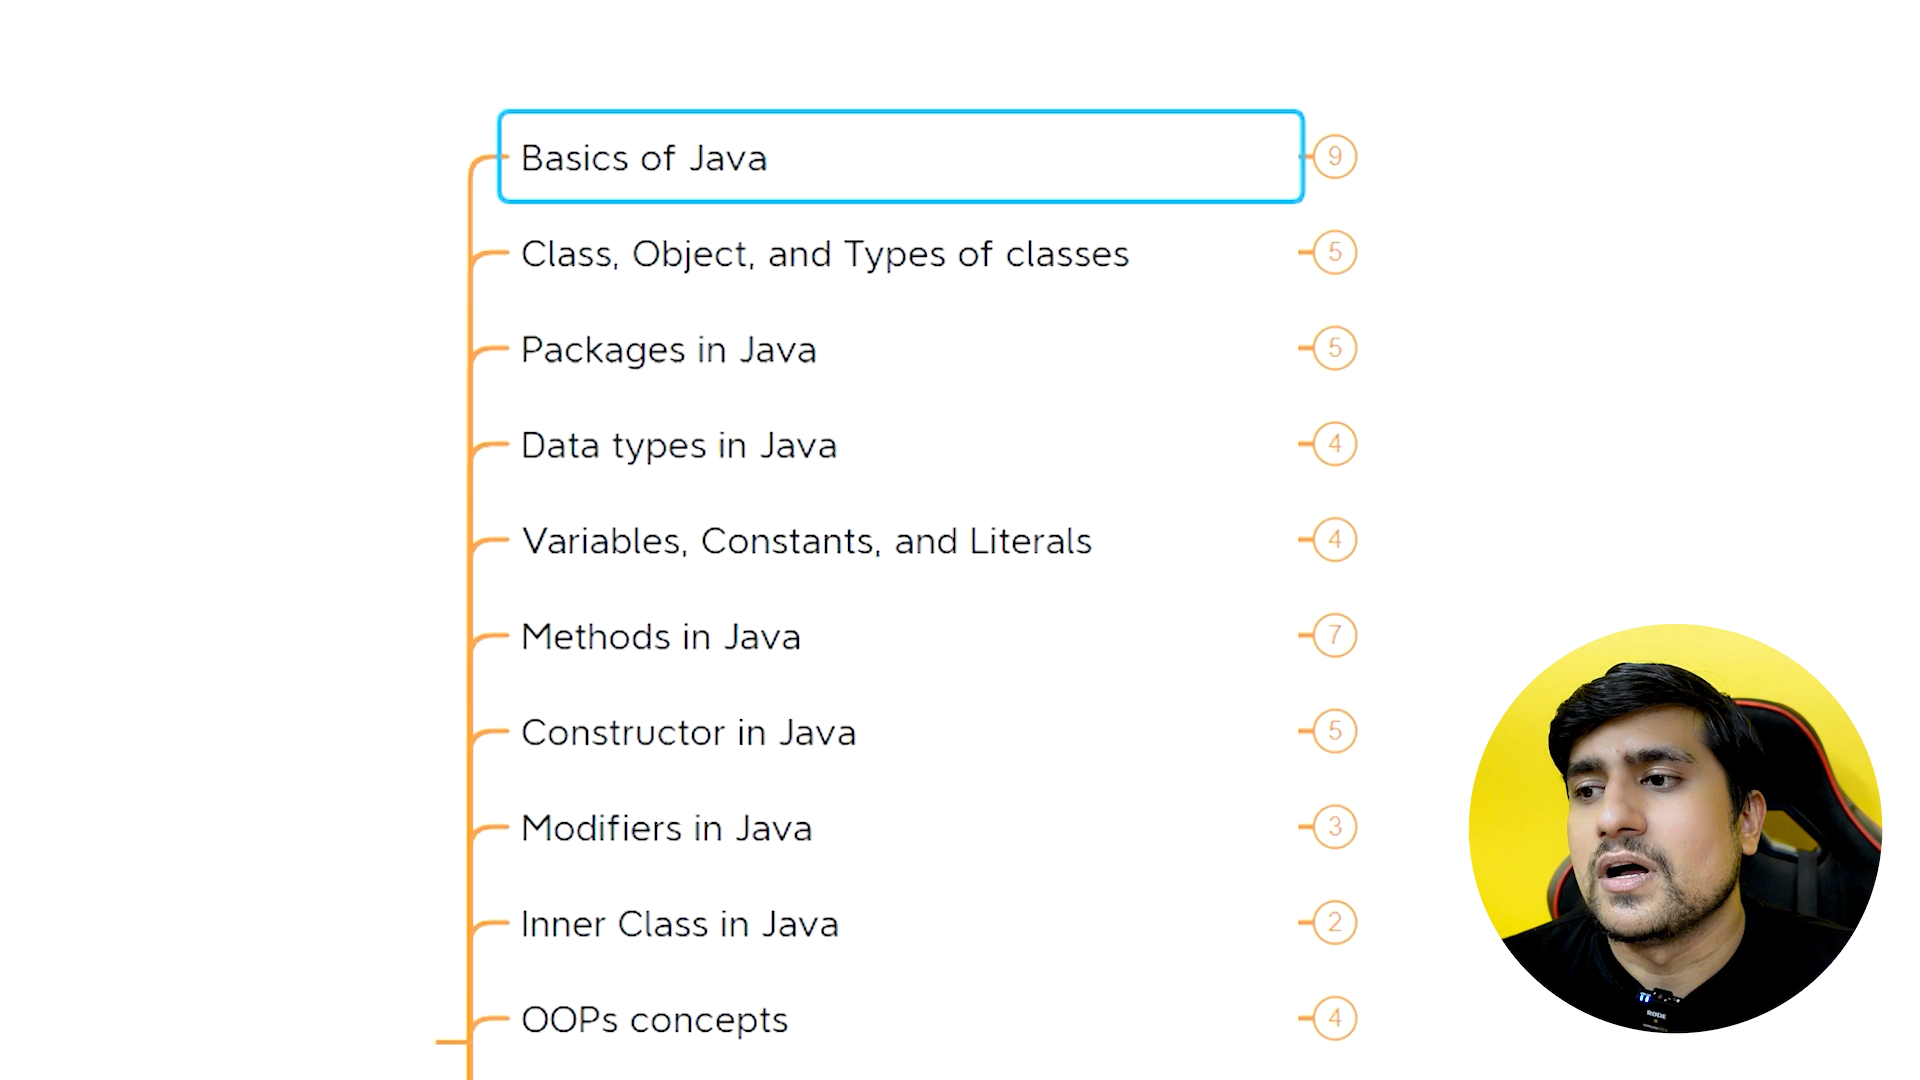 Basics of Java 9
Class, Object, and Types of classes 5
Packages in Java 5
Data types in Java 4
Variables, Constants, and Literals 4
Methods in Java 7
Constructor in Java 5
Modifiers in Java 3
Inner Class in Java 2
OOPs concepts 4
RODE